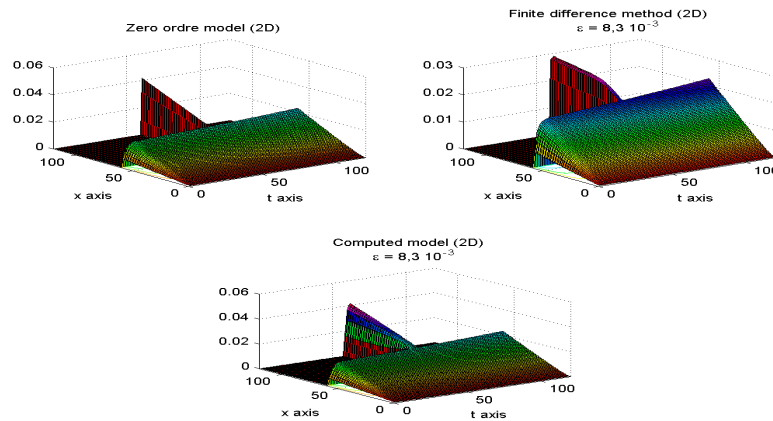 Zero ordre model (2D)
0.06
0.04
0.02
0
100
50
0
x axis
0
50
100
t axis
Finite difference method (2D)
ε = 8,3 10⁻³
0.03
0.02
0.01
0
100
50
0
x axis
0
50
100
t axis
Computed model (2D)
ε = 8,3 10⁻³
0.06
0.04
0.02
0
100
50
0
x axis
0
50
100
t axis